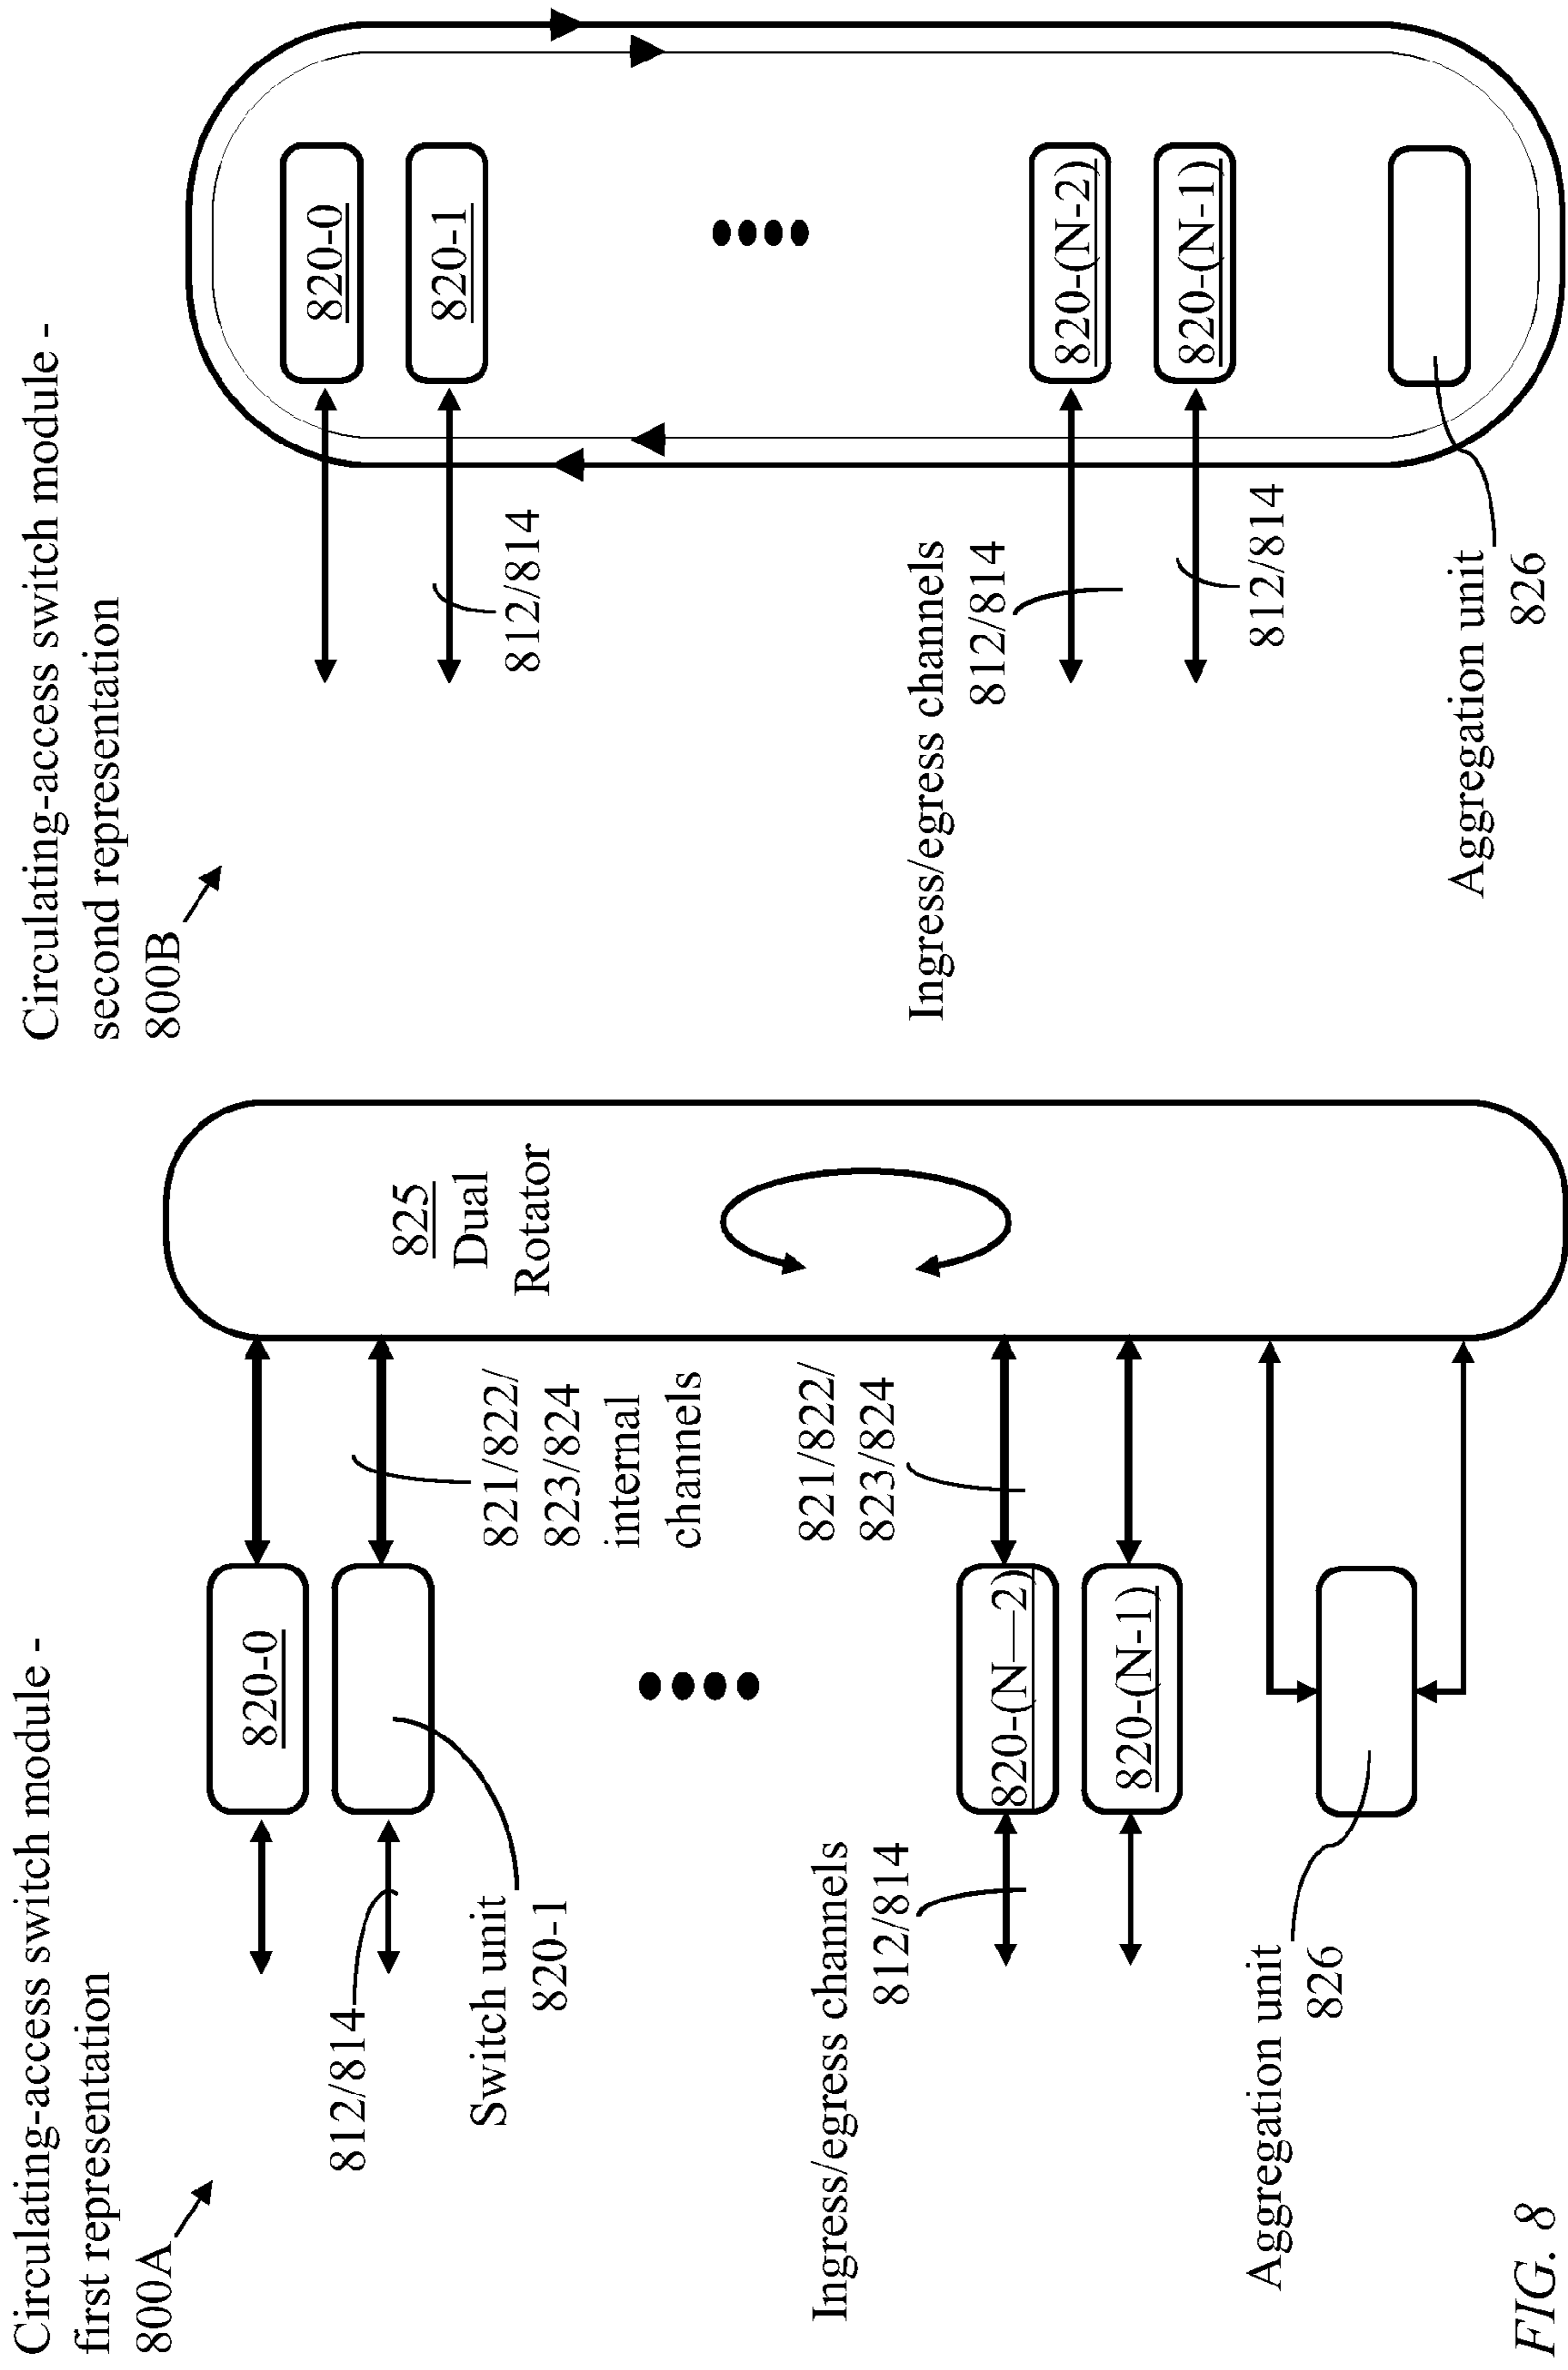 Circulating-access switch module -
first representation
800A
820-0
812/814
Switch unit
820-1
821/822/
823/824
internal
channels
825
Dual
Rotator
821/822/
823/824
Ingress/egress channels
812/814
820-(N—2)
820-(N-1)
Aggregation unit
826
Circulating-access switch module -
second representation
800B
820-0
820-1
812/814
Ingress/egress channels
812/814
820-(N-2)
820-(N-1)
812/814
Aggregation unit
826
FIG. 8